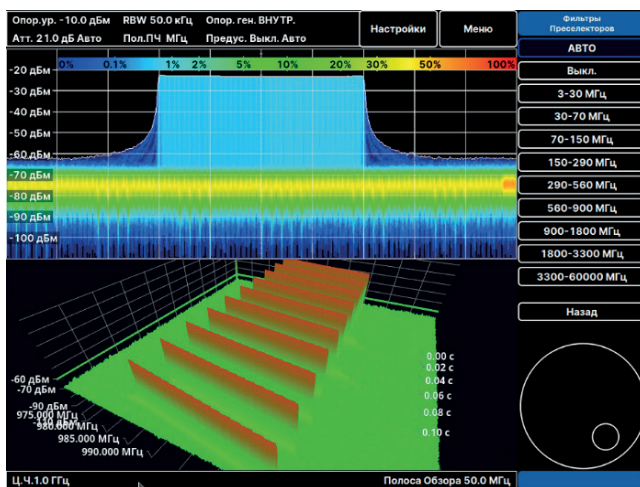 Опор.ур. -10.0 дБм RBW 50.0 кГц Опор. ген. ВНУТР.
Атт. 21.0 дБ Авто Пол.ПЧ МГц Предус. Выкл. Авто
Настройки
Меню
Фильтры
Преселекторов
АВТО
Выкл.
3-30 МГц
30-70 МГц
70-150 МГц
150-290 МГц
290-560 МГц
560-900 МГц
900-1800 МГц
1800-3300 МГц
3300-60000 МГц
Назад
0% 0.1% 1% 2% 5% 10% 20% 30% 50% 100%
-20 дБм
-30 дБм
-40 дБм
-50 дБм
-60 дБм
-70 дБм
-80 дБм
-90 дБм
-100 дБм
0.00 с
0.02 с
0.04 с
0.06 с
0.08 с
0.10 с
-60 дБм
-70 дБм
-90 дБм
975.000 МГц
980.000 МГц
985.000 МГц
990.000 МГц
Ц.Ч.1.0 ГГц
Полоса Обзора 50.0 МГц